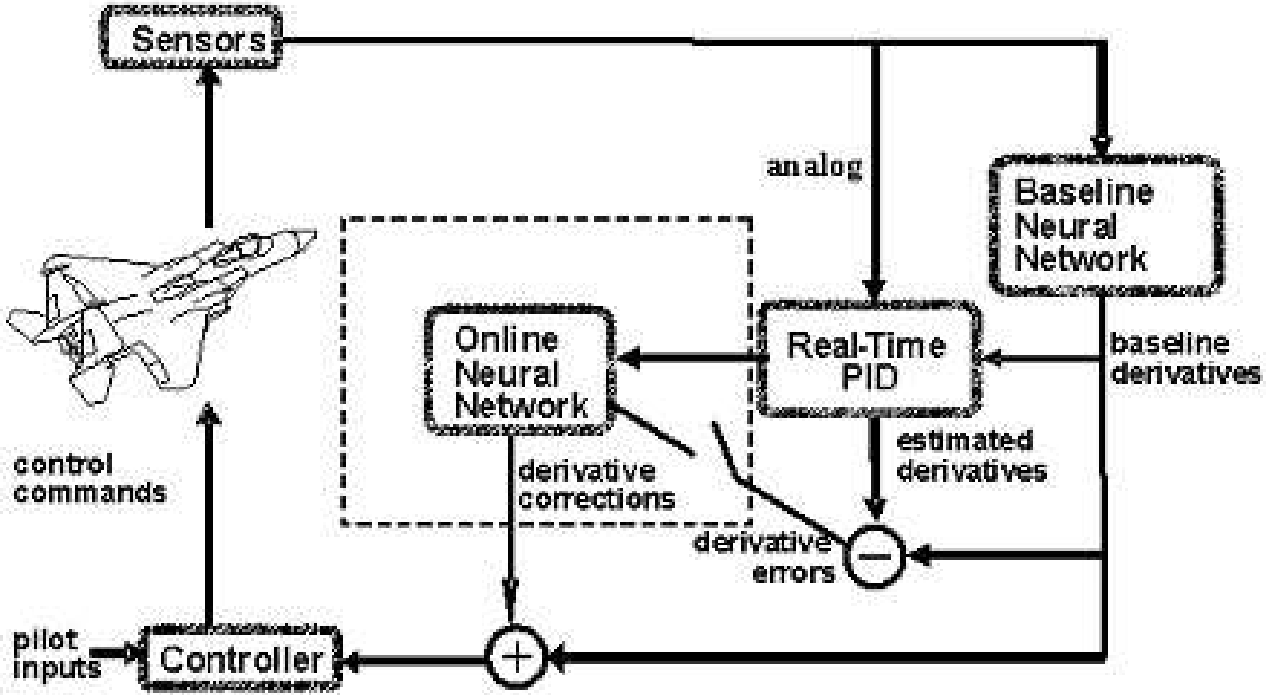 Sensors
analog
Baseline
Neural
Network
Online
Neural
Network
Real-Time
PID
baseline
derivatives
estimated
derivatives
control
commands
derivative
corrections
derivative
errors
−
pilot
inputs
Controller
+